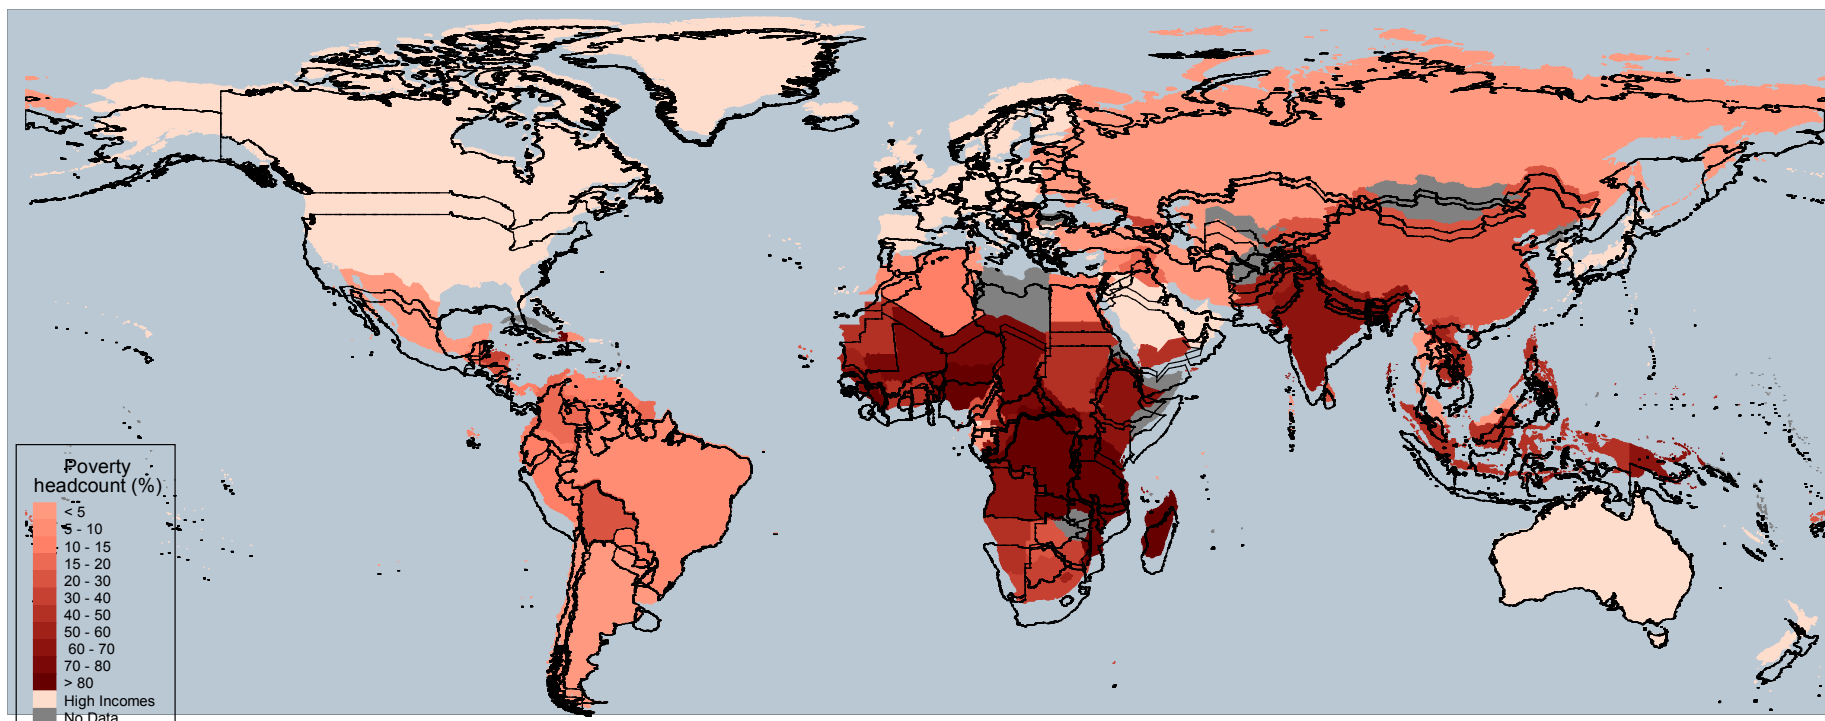 Poverty
headcount (%)
< 5
5 - 10
10 - 15
15 - 20
20 - 30
30 - 40
40 - 50
50 - 60
60 - 70
70 - 80
> 80
High Incomes
No Data